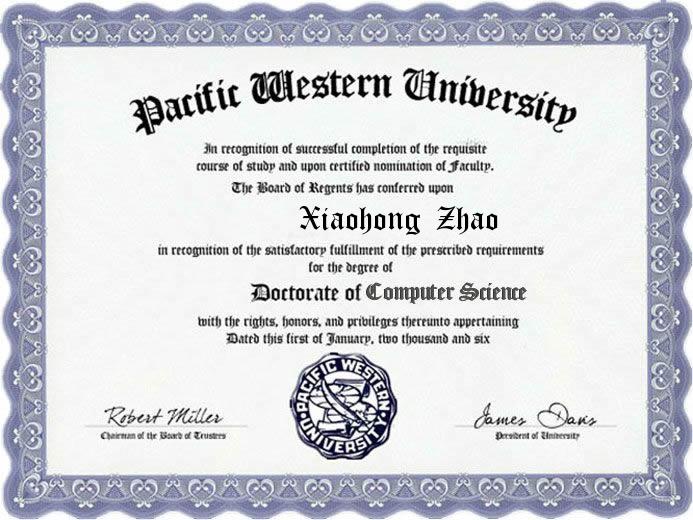 Pacific Western University
In recognition of successful completion of the requisite
course of study and upon certified nomination of Faculty.
The Board of Regents has conferred upon
Xiaohong Zhao
in recognition of the satisfactory fulfillment of the prescribed requirements
for the degree of
Doctorate of Computer Science
with the rights, honors, and privileges thereunto appertaining
Dated this first of January, two thousand and six
PACIFIC WESTERN
UNIVERSITY
Robert Miller
Chairman of the Board of Trustees
James Davis
President of University